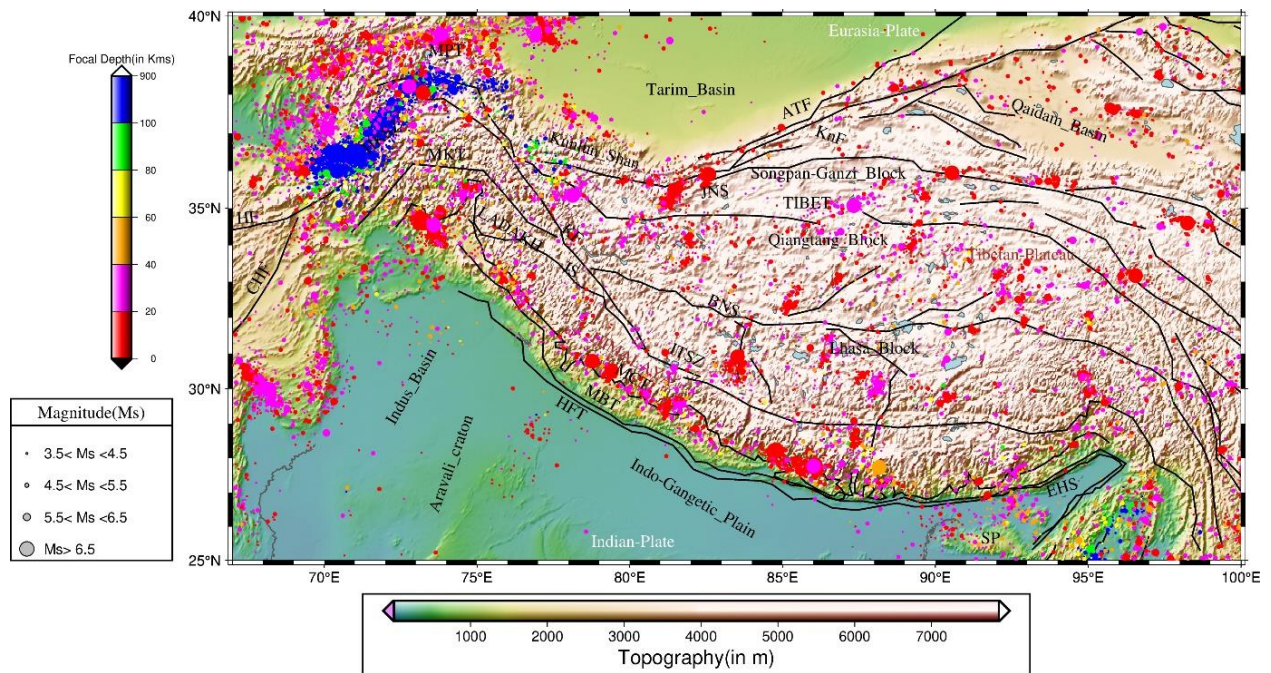 40°N
35°N
30°N
25°N
70°E
75°E
80°E
85°E
90°E
95°E
100°E
Focal Depth(in Kms)
900
100
80
60
40
20
0
Magnitude(Ms)
3.5< Ms <4.5
4.5< Ms <5.5
5.5< Ms <6.5
Ms> 6.5
Eurasia-Plate
MPT
Tarim_Basin
ATF
Qaidam_Basin
KnF
Kunlun_Shan
MKT
Songpan-Ganzi_Block
JNS
TIBET
HF
LADAKH
KF
Qiangtang_Block
Tibetan-Plateau
CHF
IS
BNS
ITSZ
Lhasa_Block
Indus_Basin
MCT
MBT
HFT
Aravali_craton
Indo-Gangetic_Plain
EHS
SP
Indian-Plate
1000
2000
3000
4000
5000
6000
7000
Topography(in m)